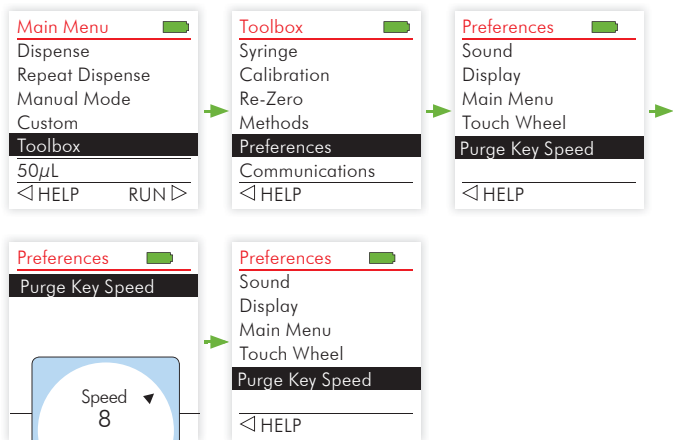 Main Menu
Dispense
Repeat Dispense
Manual Mode
Custom
Toolbox
50μL
◁ HELP RUN ▷
Toolbox
Syringe
Calibration
Re-Zero
Methods
Preferences
Communications
◁ HELP
Preferences
Sound
Display
Main Menu
Touch Wheel
Purge Key Speed
◁ HELP
Preferences
Purge Key Speed
Speed
8
Preferences
Sound
Display
Main Menu
Touch Wheel
Purge Key Speed
◁ HELP